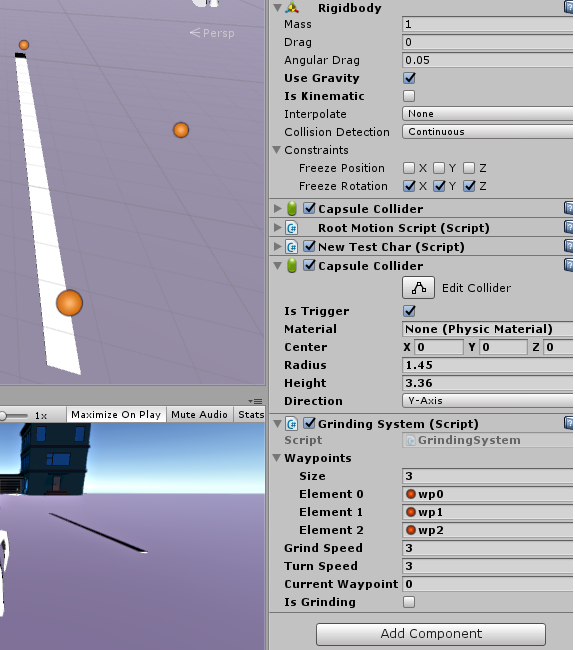 Persp
1x
Maximize On Play
Mute Audio
Stats
Rigidbody
Mass 1
Drag 0
Angular Drag 0.05
Use Gravity
Is Kinematic
Interpolate None
Collision Detection Continuous
Constraints
Freeze Position X Y Z
Freeze Rotation X Y Z
Capsule Collider
Root Motion Script (Script)
New Test Char (Script)
Capsule Collider
Edit Collider
Is Trigger
Material None (Physic Material)
Center X 0 Y 0 Z 0
Radius 1.45
Height 3.36
Direction Y-Axis
Grinding System (Script)
Script GrindingSystem
Waypoints
Size 3
Element 0 wp0
Element 1 wp1
Element 2 wp2
Grind Speed 3
Turn Speed 3
Current Waypoint 0
Is Grinding
Add Component